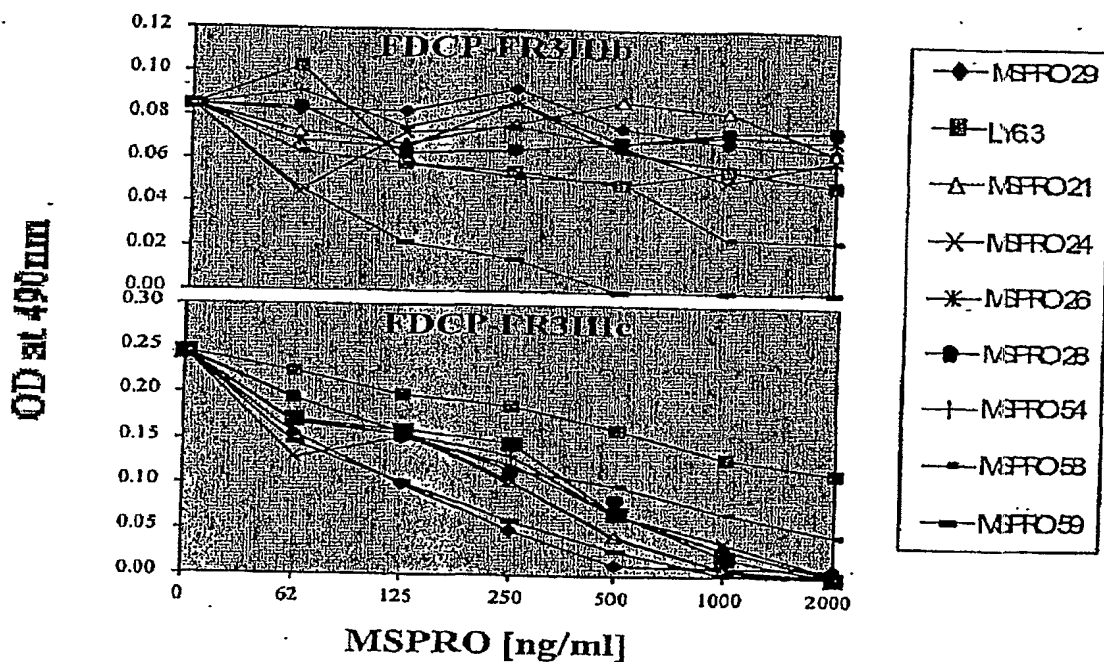 0.12
0.10
0.08
0.06
0.04
0.02
0.00
FDCP-FR3IIIb
0.30
0.25
0.20
0.15
0.10
0.05
0.00
FDCP-FR3IIIc
OD at 490nm
0
62
125
250
500
1000
2000
MSPRO [ng/ml]
MSPRO29
LY6.3
MSPRO21
MSPRO24
MSPRO26
MSPRO28
MSPRO54
MSPRO58
MSPRO59